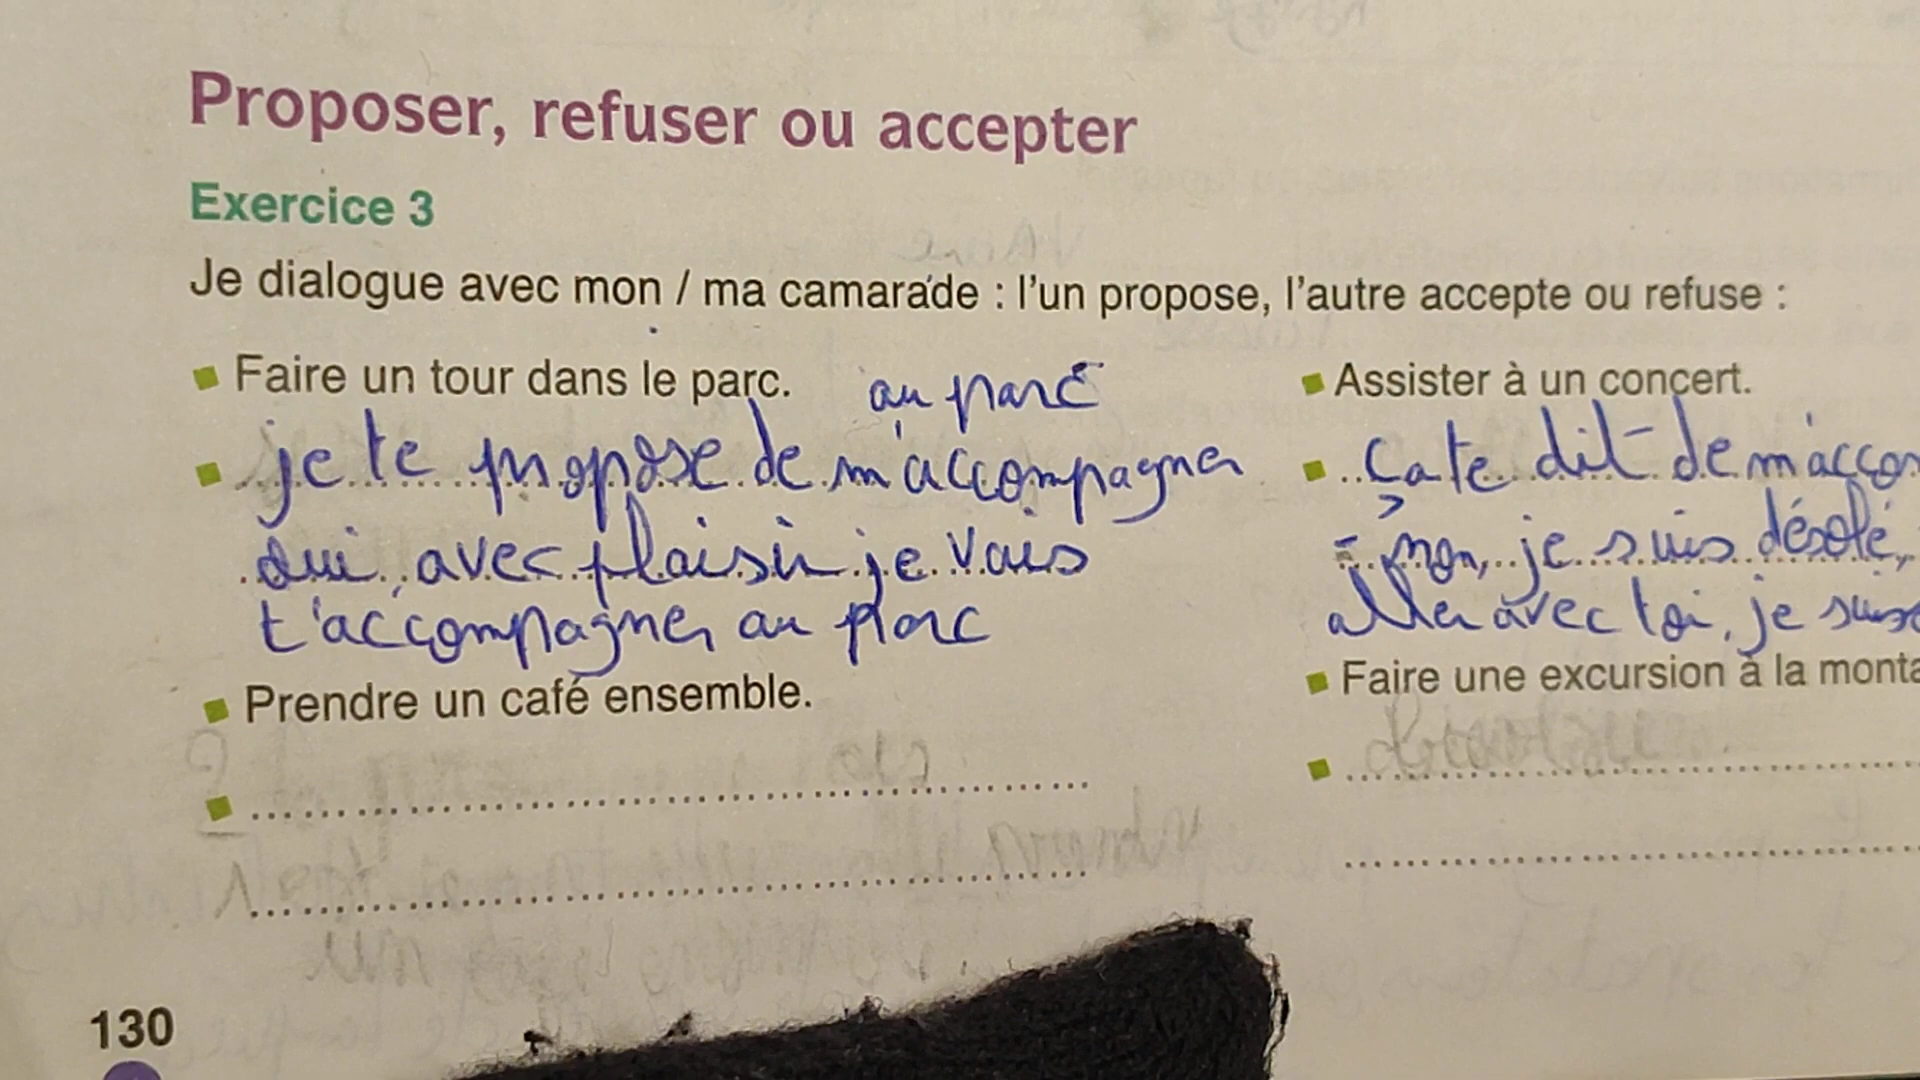 Proposer, refuser ou accepter
Exercice 3
Je dialogue avec mon / ma camarade : l'un propose, l'autre accepte ou refuse :
Faire un tour dans le parc. au parc
je te propose de m'accompagner
oui, avec plaisir je vais
t'accompagner au parc
Prendre un café ensemble.
Assister à un concert.
ça te dit de m'accom
- non, je suis désolé,
aller avec toi, je suis
Faire une excursion à la monta
130